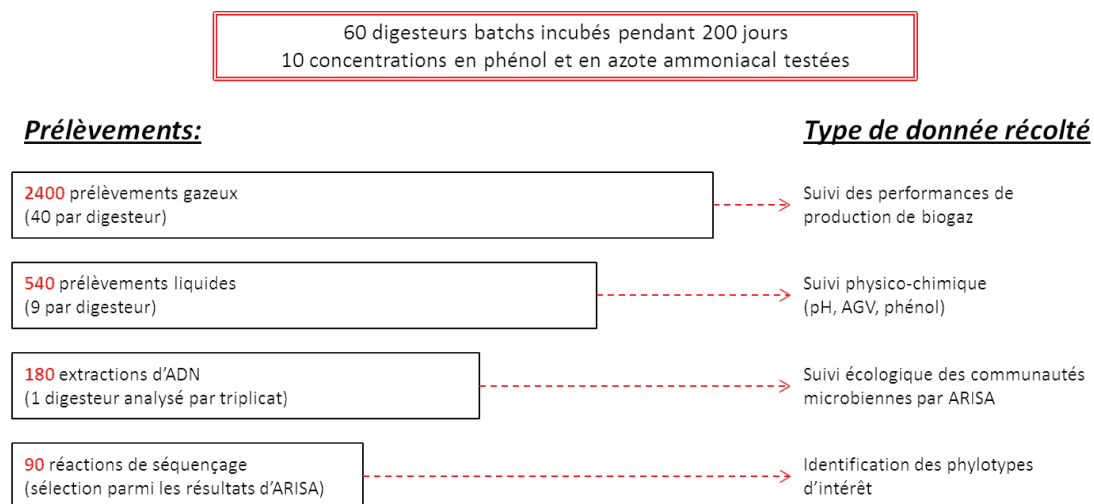 60 digesteurs batchs incubés pendant 200 jours
10 concentrations en phénol et en azote ammoniacal testées
Prélèvements:
Type de donnée récolté
2400 prélèvements gazeux
(40 par digesteur)
Suivi des performances de
production de biogaz
540 prélèvements liquides
(9 par digesteur)
Suivi physico-chimique
(pH, AGV, phénol)
180 extractions d’ADN
(1 digesteur analysé par triplicat)
Suivi écologique des communautés
microbiennes par ARISA
90 réactions de séquençage
(sélection parmi les résultats d’ARISA)
Identification des phylotypes
d’intérêt